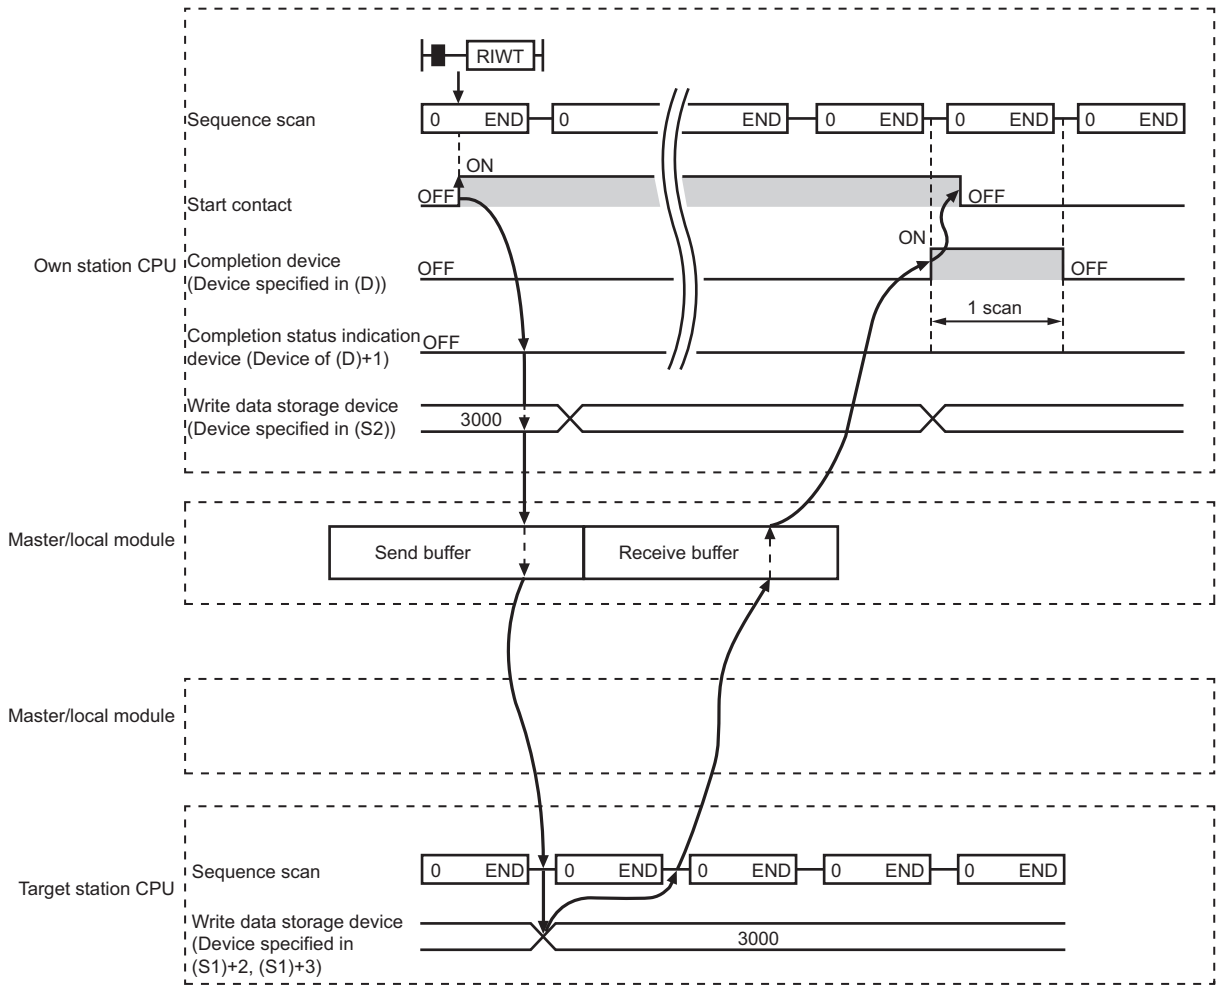 RIWT
Sequence scan
0 END 0 END 0 END 0 END 0 END
ON
Start contact
OFF
OFF
Own station CPU
Completion device
(Device specified in (D))
OFF
ON
OFF
1 scan
Completion status indication
device (Device of (D)+1)
OFF
Write data storage device
(Device specified in (S2))
3000
Master/local module
Send buffer
Receive buffer
Master/local module
Target station CPU
Sequence scan
0 END 0 END 0 END 0 END 0 END
Write data storage device
(Device specified in
(S1)+2, (S1)+3)
3000